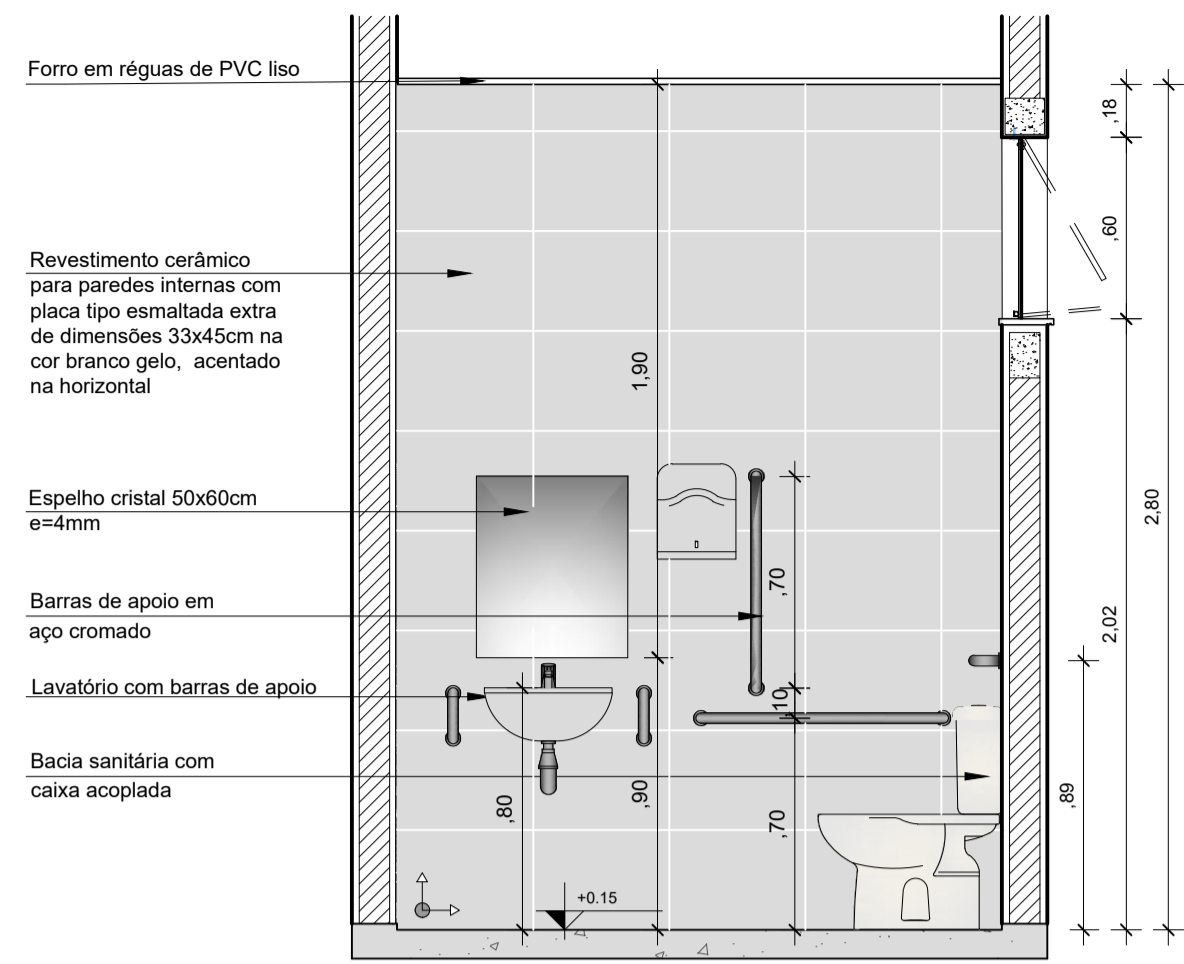 Forro em réguas de PVC liso
Revestimento cerâmico
para paredes internas com
placa tipo esmaltada extra
de dimensões 33x45cm na
cor branco gelo, acentado
na horizontal
Espelho cristal 50x60cm
e=4mm
Barras de apoio em
aço cromado
Lavatório com barras de apoio
Bacia sanitária com
caixa acoplada
1,90
,70
,10
,80
,90
,70
+0.15
,18
,60
2,80
2,02
,89